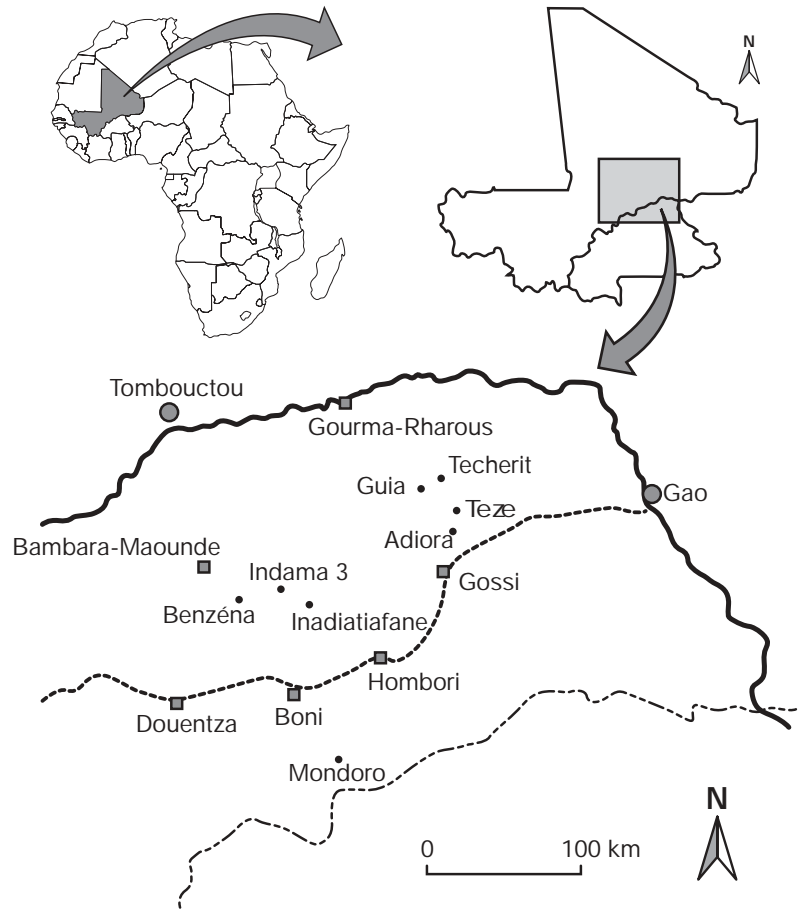 N
Tombouctou
Gourma-Rharous
Techerit
Guia
Gao
Teze
Adiora
Bambara-Maounde
Indama 3
Gossi
Benzéna
Inadiatiafane
Hombori
Boni
Douentza
Mondoro
N
0 100 km